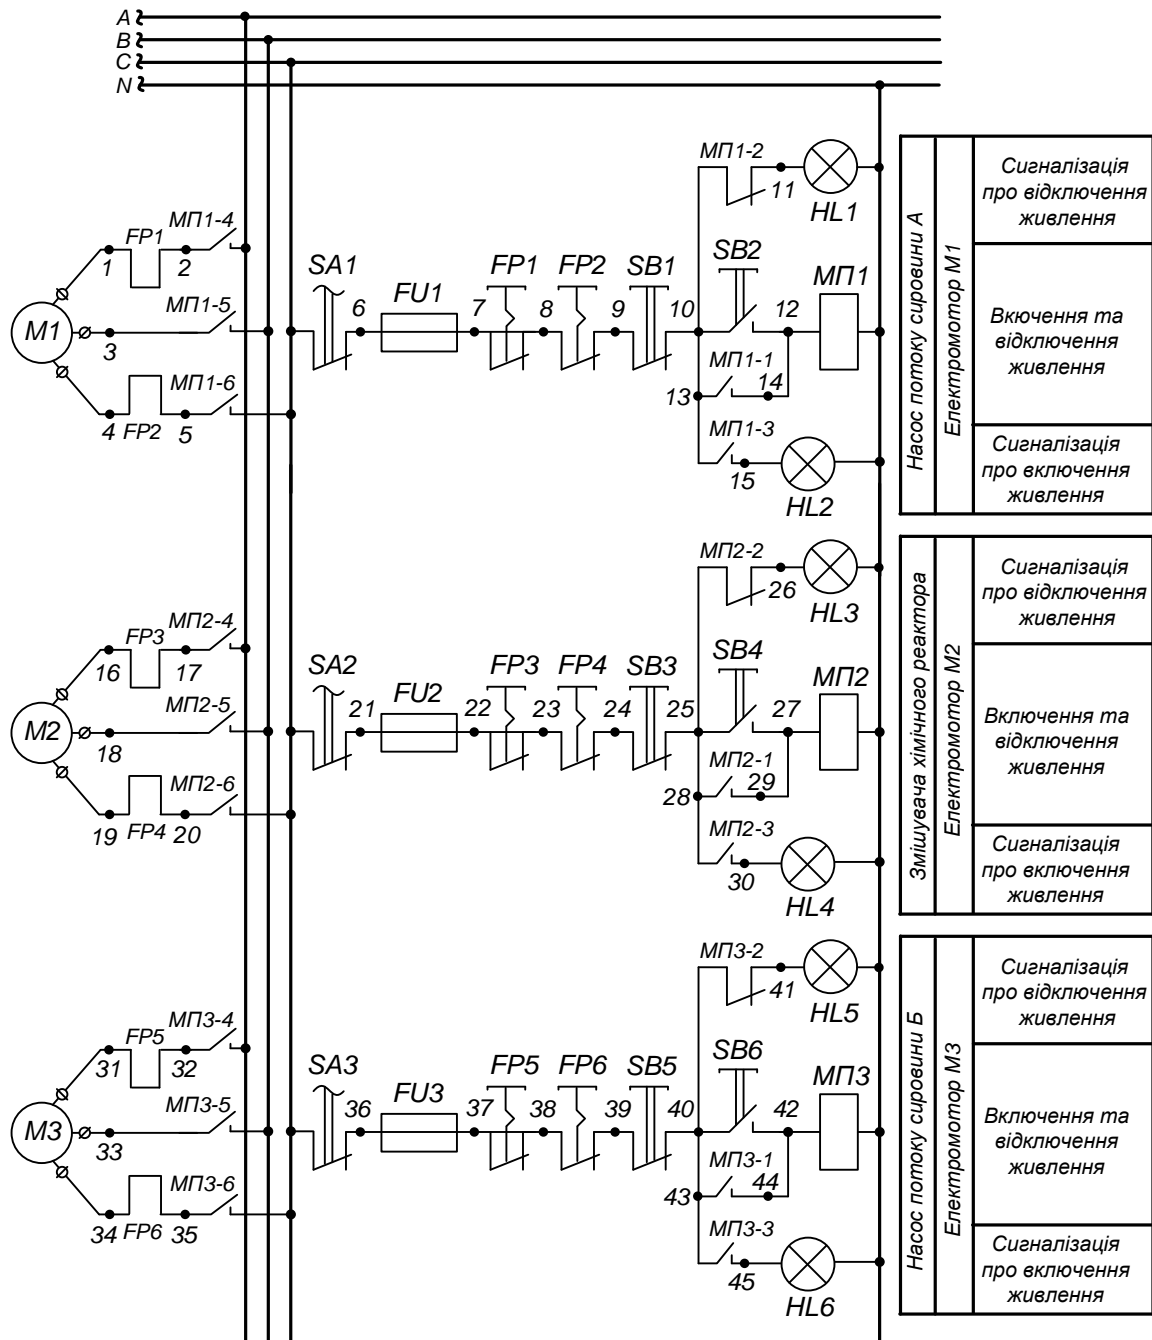 A
B
C
N
МП1-2
11
HL1
МП1-4
FP1
1
2
SA1
6
FU1
7
FP1
8
FP2
9
SB1
10
SB2
12
МП1
М1
МП1-5
3
МП1-6
4
FP2
5
МП1-1
13
14
МП1-3
15
HL2
Насос потоку сировини А
Електромотор М1
Сигналізація
про відключення
живлення
Вкючення та
відключення
живлення
Сигналізація
про включення
живлення
МП2-2
26
HL3
МП2-4
FP3
16
17
SA2
21
FU2
22
FP3
23
FP4
24
SB3
25
SB4
27
МП2
М2
МП2-5
18
МП2-6
19
FP4
20
МП2-1
28
29
МП2-3
30
HL4
Змішувача хімічного реактора
Електромотор М2
Сигналізація
про відключення
живлення
Включення та
відключення
живлення
Сигналізація
про включення
живлення
МП3-2
41
HL5
МП3-4
FP5
31
32
SA3
36
FU3
37
FP5
38
FP6
39
SB5
40
SB6
42
МП3
М3
МП3-5
33
МП3-6
34
FP6
35
МП3-1
43
44
МП3-3
45
HL6
Насос потоку сировини Б
Електромотор М3
Сигналізація
про відключення
живлення
Включення та
відключення
живлення
Сигналізація
про включення
живлення